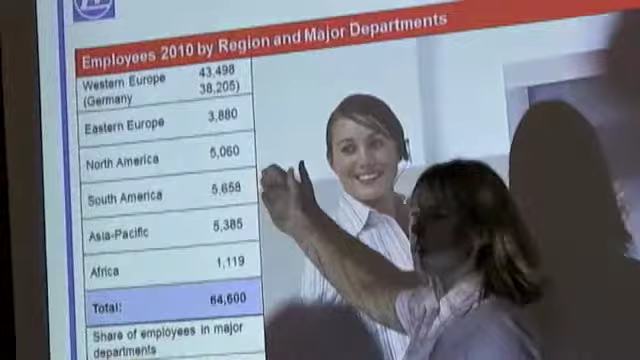 Employees 2010 by Region and Major Departments
Western Europe 43,498
(Germany 38,205)
Eastern Europe 3,880
North America 5,060
South America 5,658
Asia-Pacific 5,385
Africa 1,119
Total: 64,600
Share of employees in major
departments